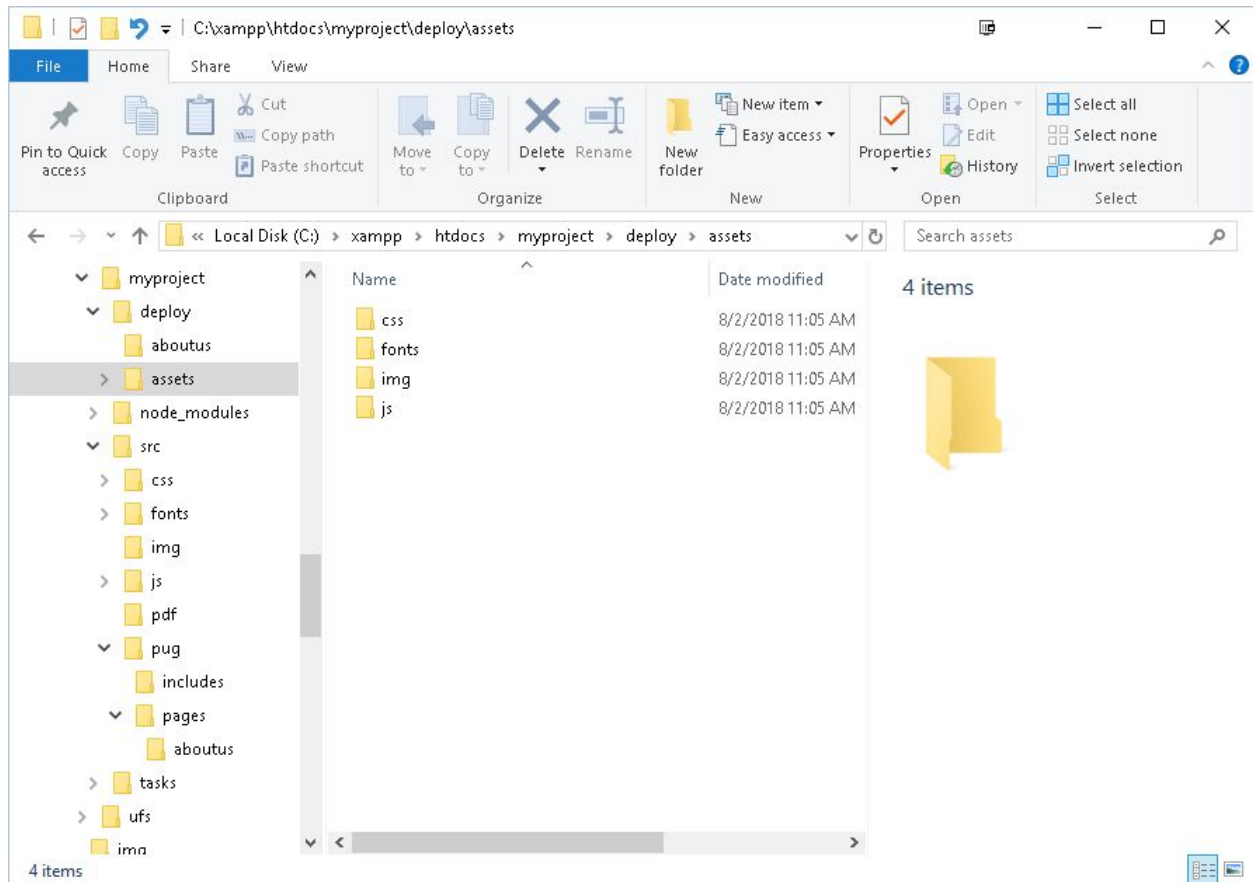 C:\xampp\htdocs\myproject\deploy\assets
File Home Share View
Pin to Quick access
Copy
Paste
Cut
Copy path
Paste shortcut
Clipboard
Move to
Copy to
Delete
Rename
Organize
New folder
New item
Easy access
New
Properties
Open
Edit
History
Open
Select all
Select none
Invert selection
Select
« Local Disk (C:) > xampp > htdocs > myproject > deploy > assets
Search assets
myproject
deploy
aboutus
assets
node_modules
src
css
fonts
img
js
pdf
pug
includes
pages
aboutus
tasks
ufs
img
Name Date modified
css 8/2/2018 11:05 AM
fonts 8/2/2018 11:05 AM
img 8/2/2018 11:05 AM
js 8/2/2018 11:05 AM
4 items
4 items